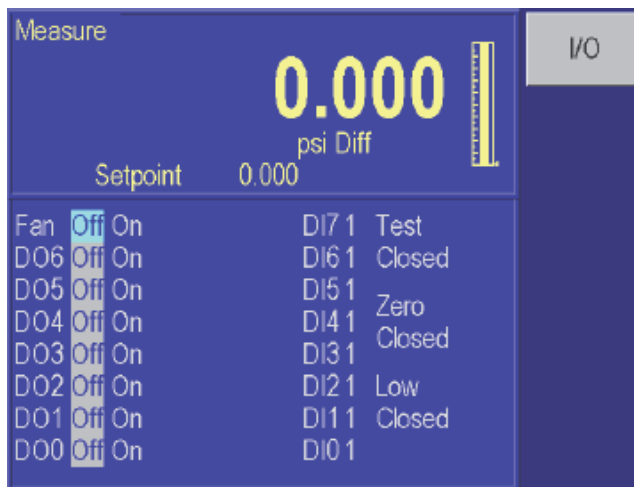 Measure
I/O
0.000
psi Diff
Setpoint 0.000
Fan Off On DI7 1 Test
DO6 Off On DI6 1 Closed
DO5 Off On DI5 1
Zero
DO4 Off On DI4 1
Closed
DO3 Off On DI3 1
DO2 Off On DI2 1 Low
DO1 Off On DI1 1 Closed
DO0 Off On DI0 1